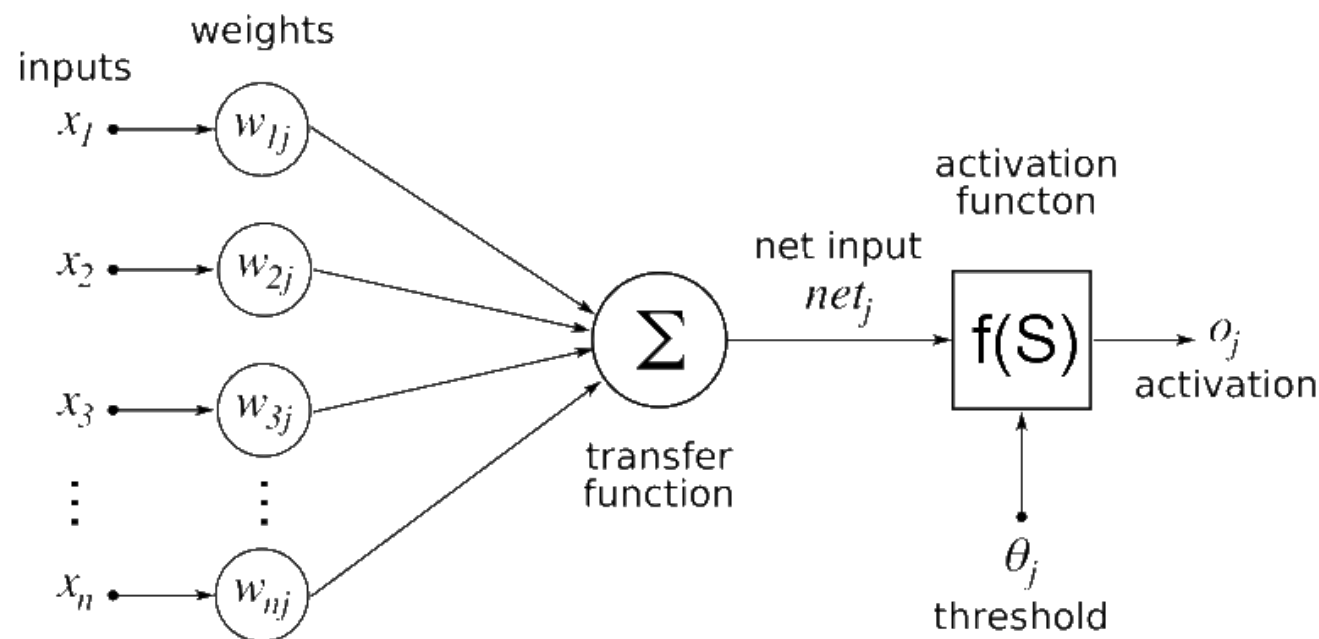 weights
inputs
x1
w1j
x2
w2j
x3
w3j
⋮ ⋮
xn
wnj
Σ
transfer
function
net input
netj
activation
functon
f(S)
oj
activation
θj
threshold